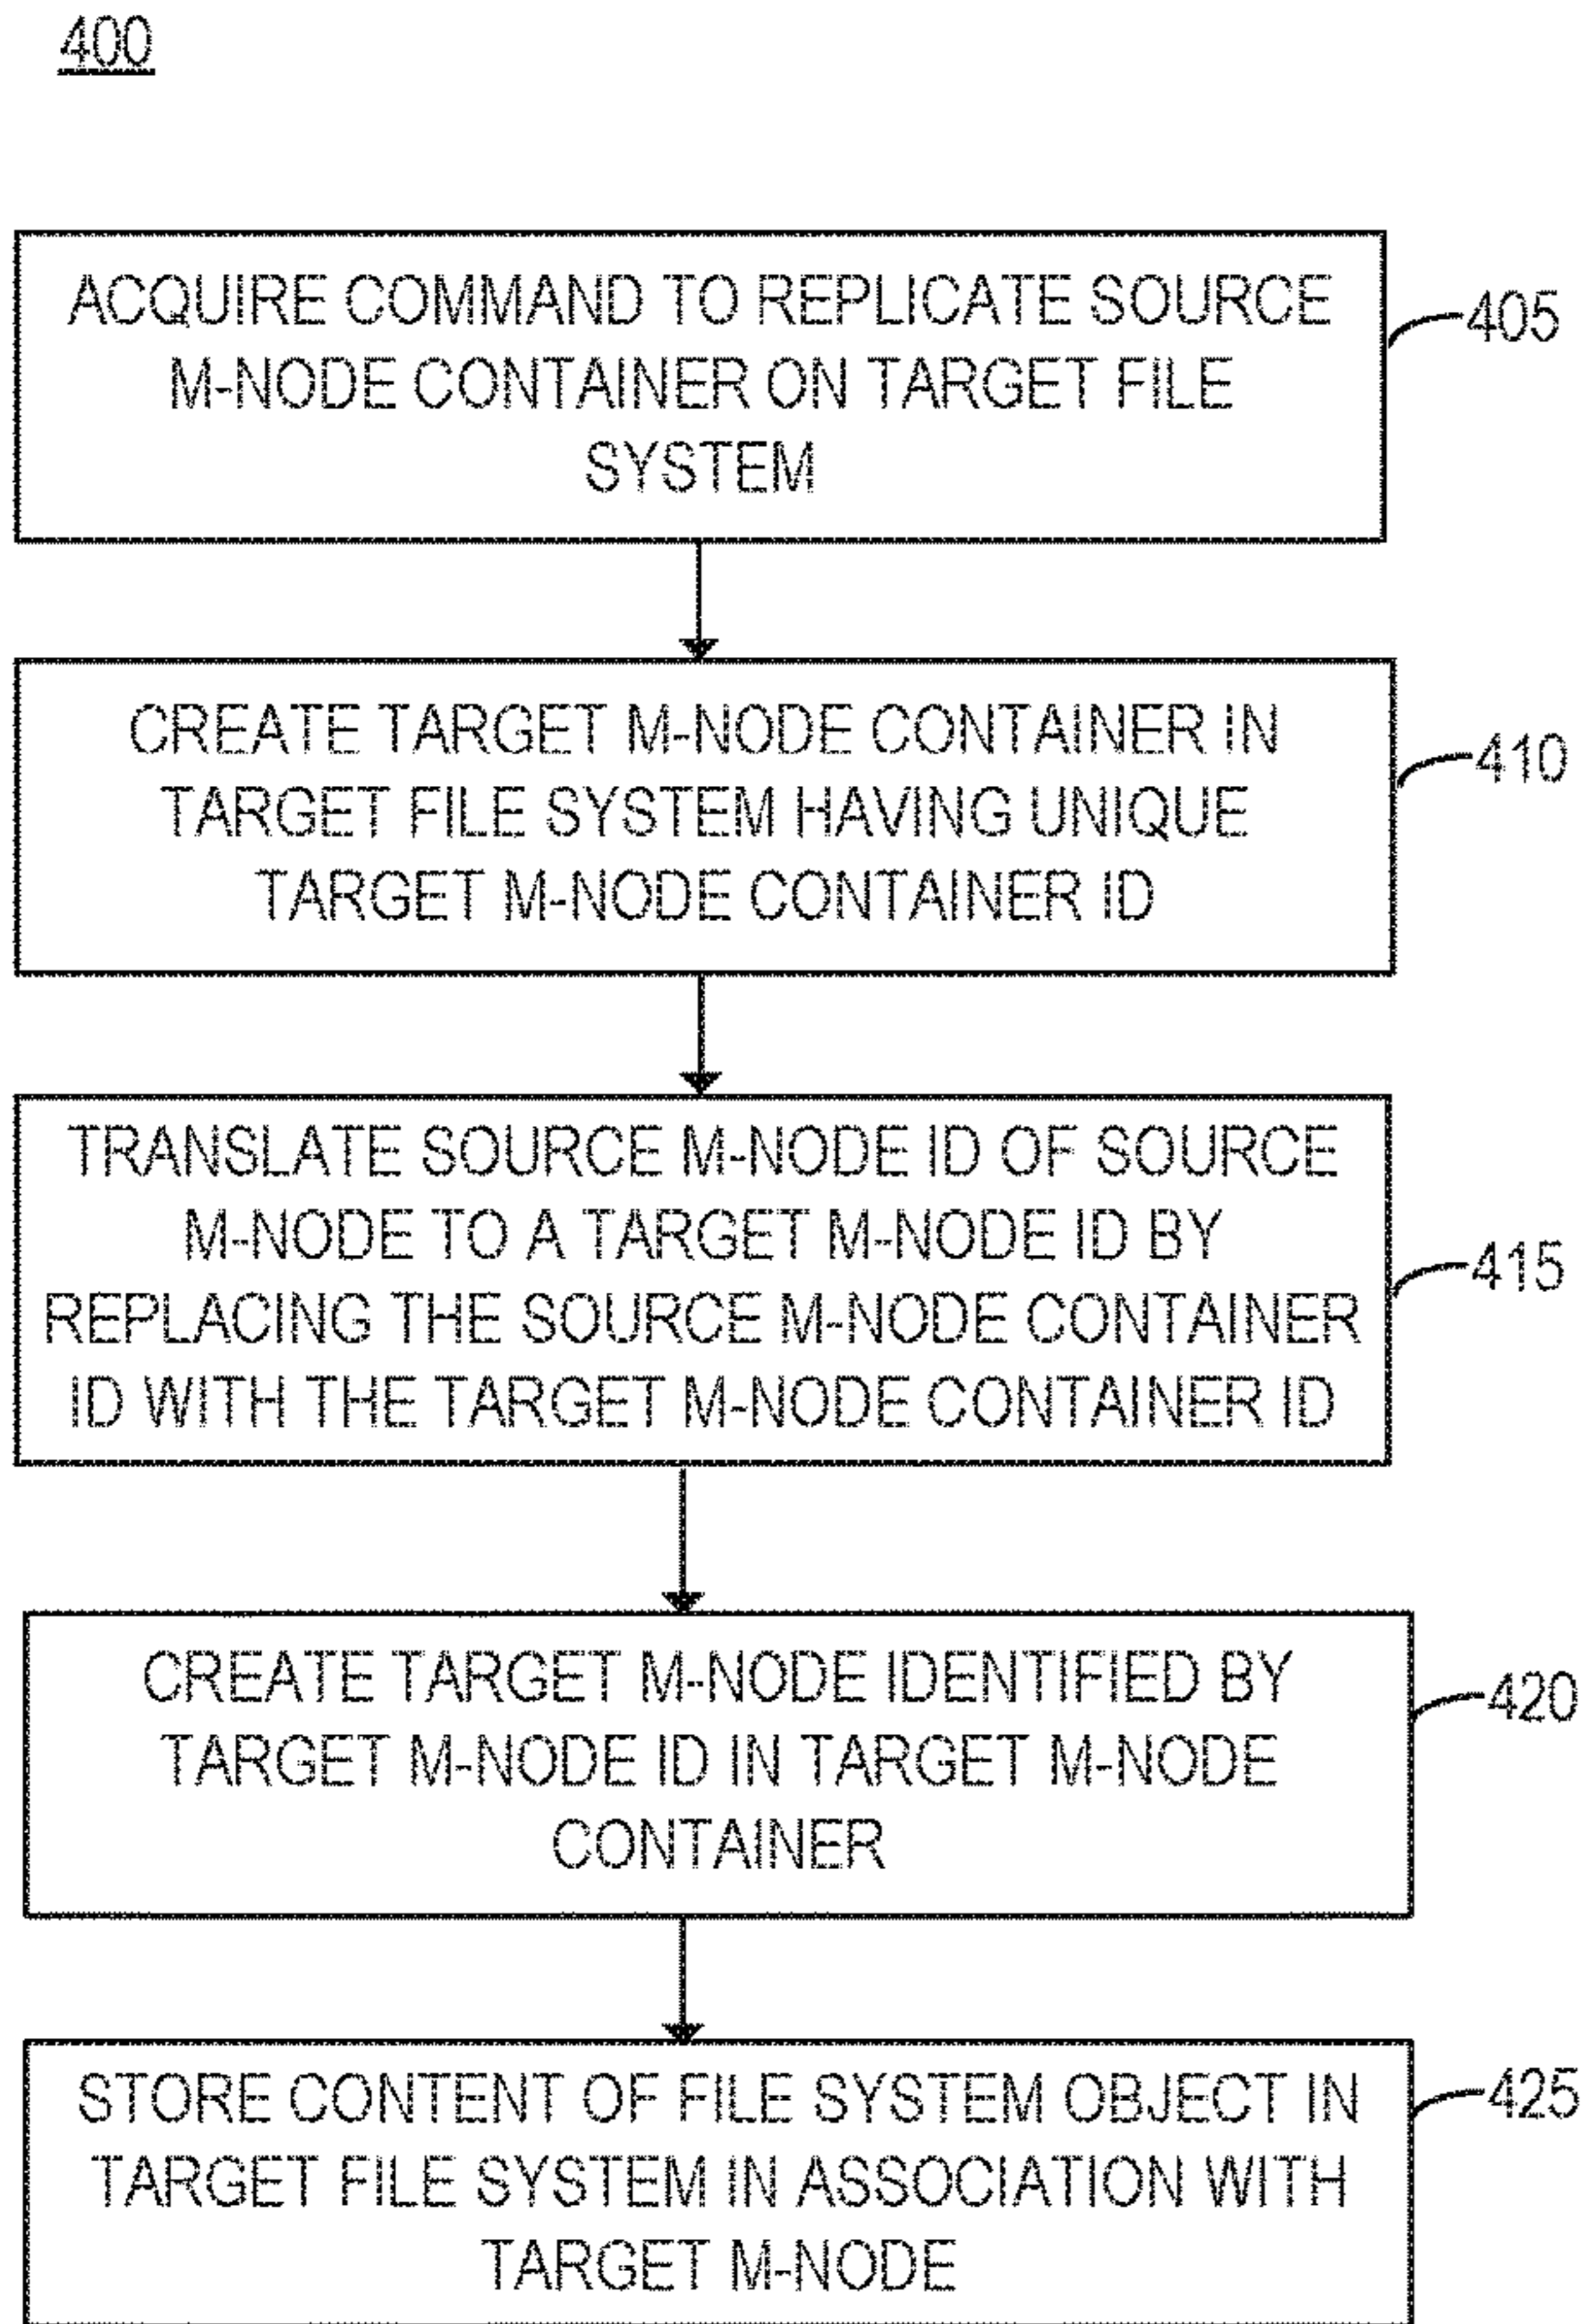 400
ACQUIRE COMMAND TO REPLICATE SOURCE
M-NODE CONTAINER ON TARGET FILE
SYSTEM
405
CREATE TARGET M-NODE CONTAINER IN
TARGET FILE SYSTEM HAVING UNIQUE
TARGET M-NODE CONTAINER ID
410
TRANSLATE SOURCE M-NODE ID OF SOURCE
M-NODE TO A TARGET M-NODE ID BY
REPLACING THE SOURCE M-NODE CONTAINER
ID WITH THE TARGET M-NODE CONTAINER ID
415
CREATE TARGET M-NODE IDENTIFIED BY
TARGET M-NODE ID IN TARGET M-NODE
CONTAINER
420
STORE CONTENT OF FILE SYSTEM OBJECT IN
TARGET FILE SYSTEM IN ASSOCIATION WITH
TARGET M-NODE
425